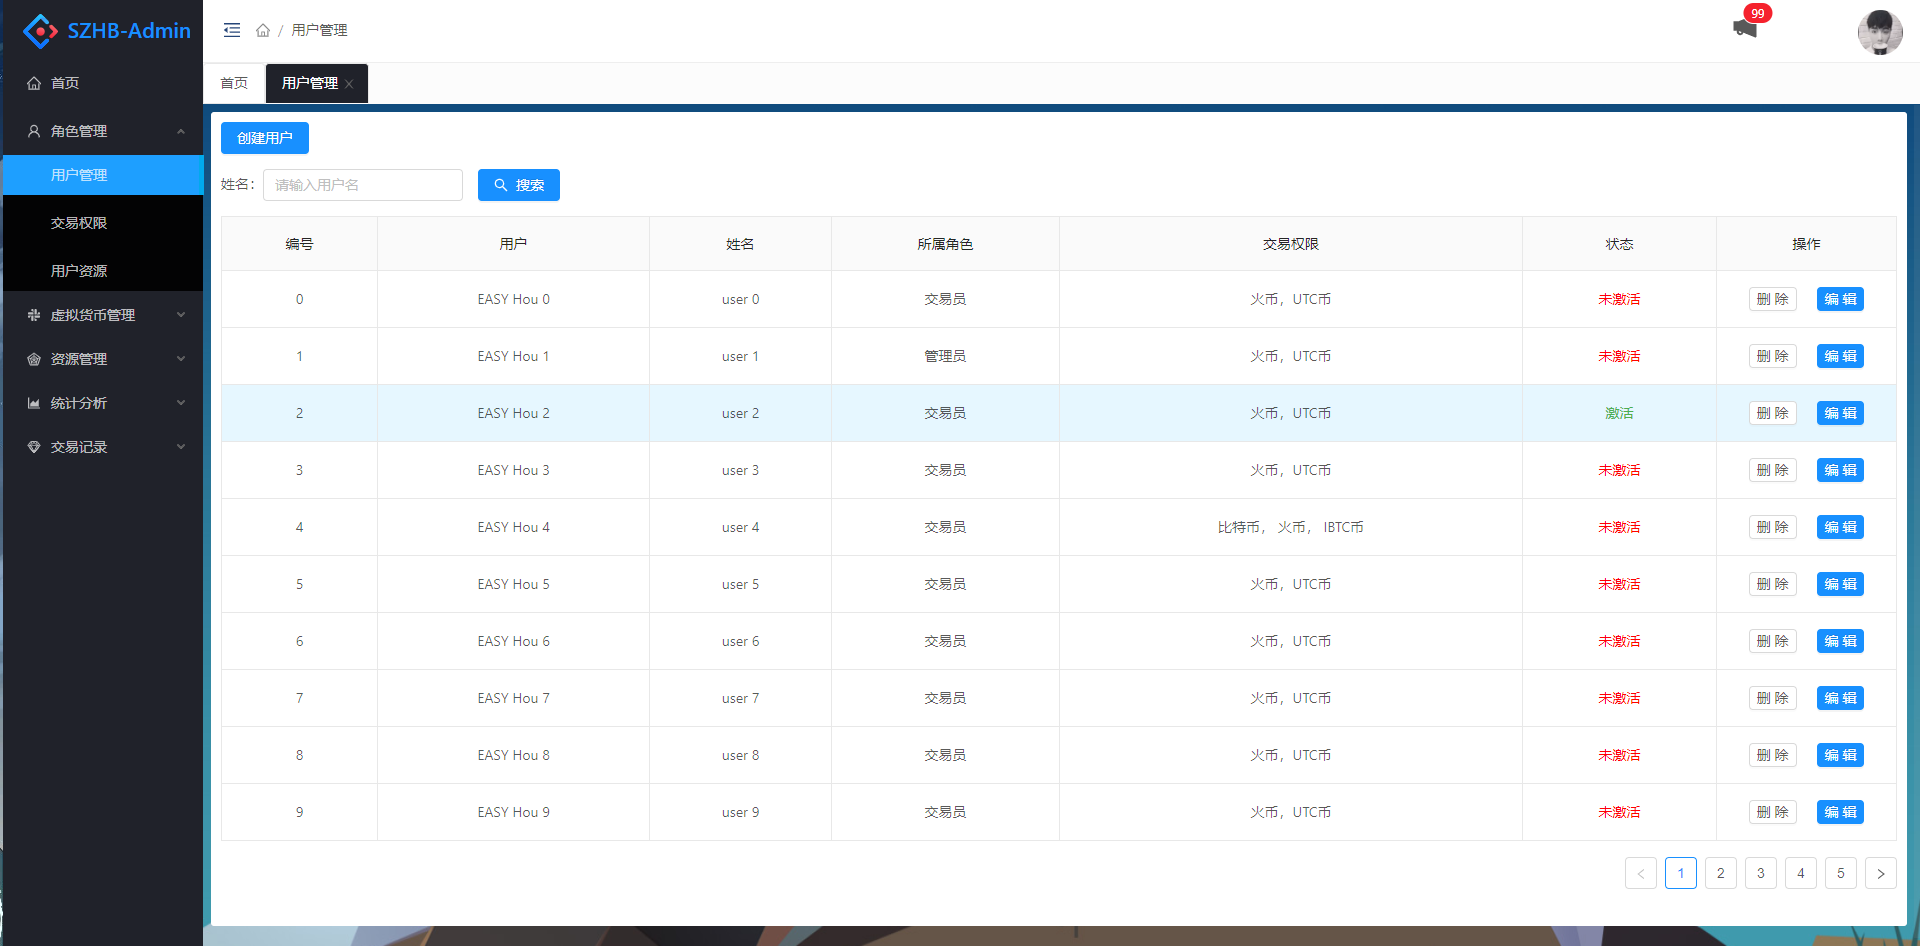 SZHB-Admin
首页
角色管理
用户管理
交易权限
用户资源
虚拟货币管理
资源管理
统计分析
交易记录
/ 用户管理
99
首页 用户管理
创建用户
姓名： 请输入用户名 搜索
编号 用户 姓名 所属角色 交易权限 状态 操作
0 EASY Hou 0 user 0 交易员 火币，UTC币 未激活 删 除 编 辑
1 EASY Hou 1 user 1 管理员 火币，UTC币 未激活 删 除 编 辑
2 EASY Hou 2 user 2 交易员 火币，UTC币 激活 删 除 编 辑
3 EASY Hou 3 user 3 交易员 火币，UTC币 未激活 删 除 编 辑
4 EASY Hou 4 user 4 交易员 比特币， 火币， IBTC币 未激活 删 除 编 辑
5 EASY Hou 5 user 5 交易员 火币，UTC币 未激活 删 除 编 辑
6 EASY Hou 6 user 6 交易员 火币，UTC币 未激活 删 除 编 辑
7 EASY Hou 7 user 7 交易员 火币，UTC币 未激活 删 除 编 辑
8 EASY Hou 8 user 8 交易员 火币，UTC币 未激活 删 除 编 辑
9 EASY Hou 9 user 9 交易员 火币，UTC币 未激活 删 除 编 辑
1 2 3 4 5